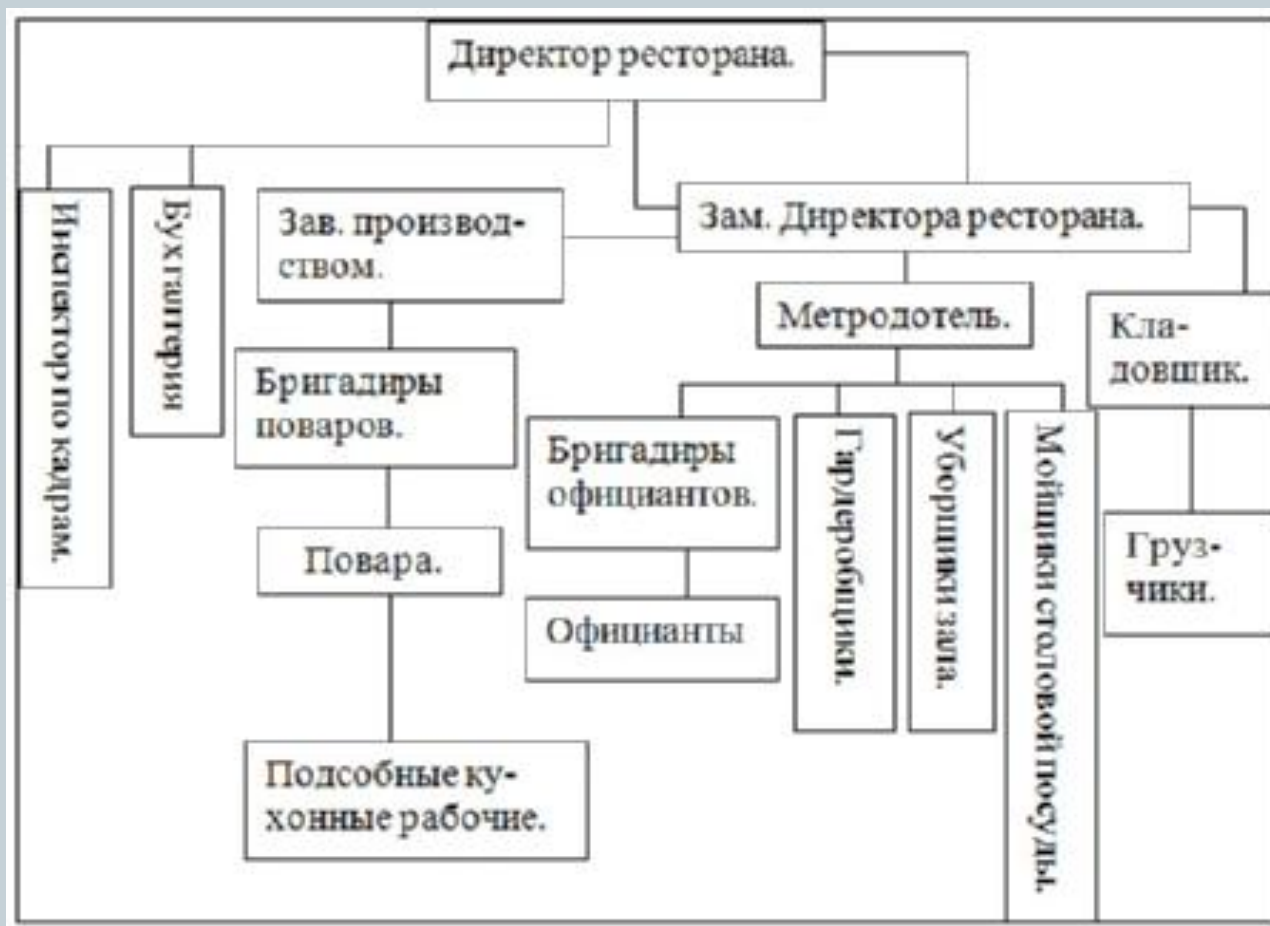 Директор ресторана.
Инспектор по кадрам.
Бухгалтерия
Зав. производ-
ством.
Зам. Директора ресторана.
Метродотель.
Кла-
довщик.
Бригадиры
поваров.
Бригадиры
официантов.
Гардеробщики.
Уборщики зала.
Мойщики столовой посуды.
Груз-
чики.
Повара.
Официанты
Подсобные ку-
хонные рабочие.